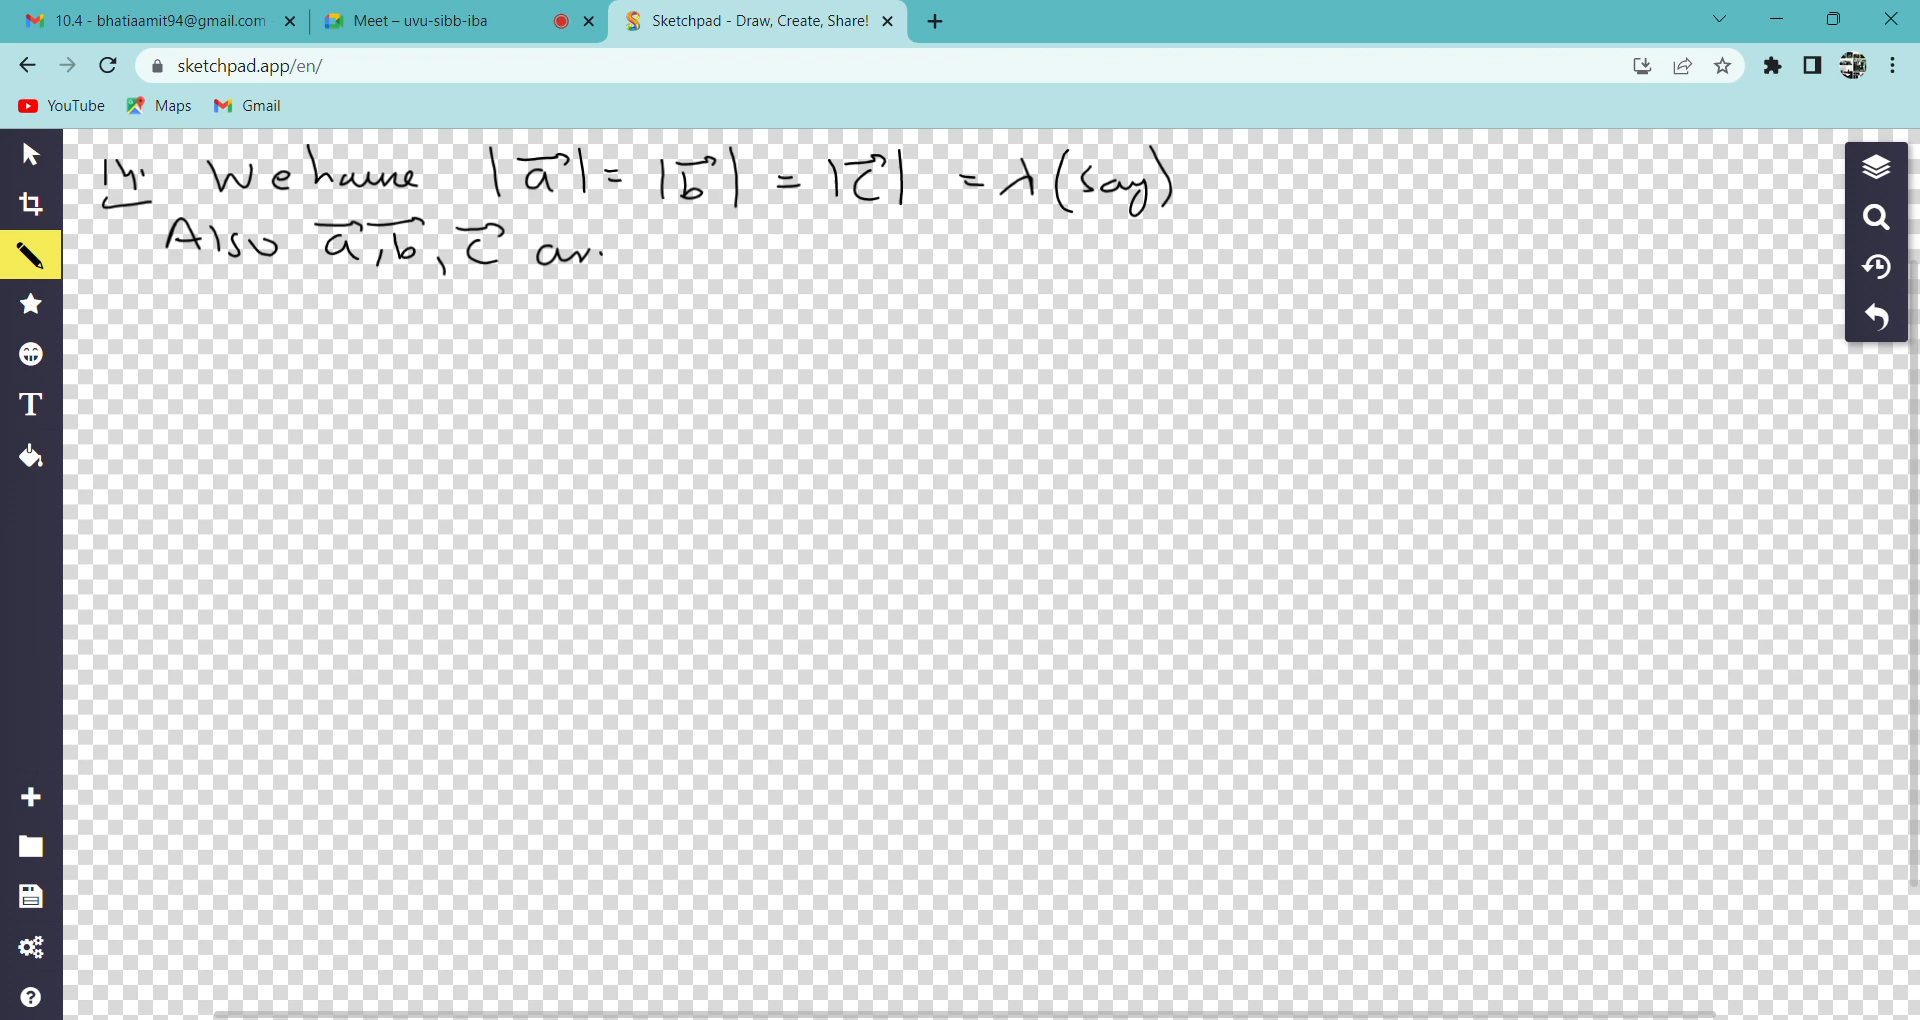 10.4 - bhatiaamit94@gmail.com
Meet – uvu-sibb-iba
Sketchpad - Draw, Create, Share!
sketchpad.app/en/
YouTube Maps Gmail
14. We have |a⃗| = |b⃗| = |c⃗| = λ (say)
Also a⃗, b⃗, c⃗ ar.
T